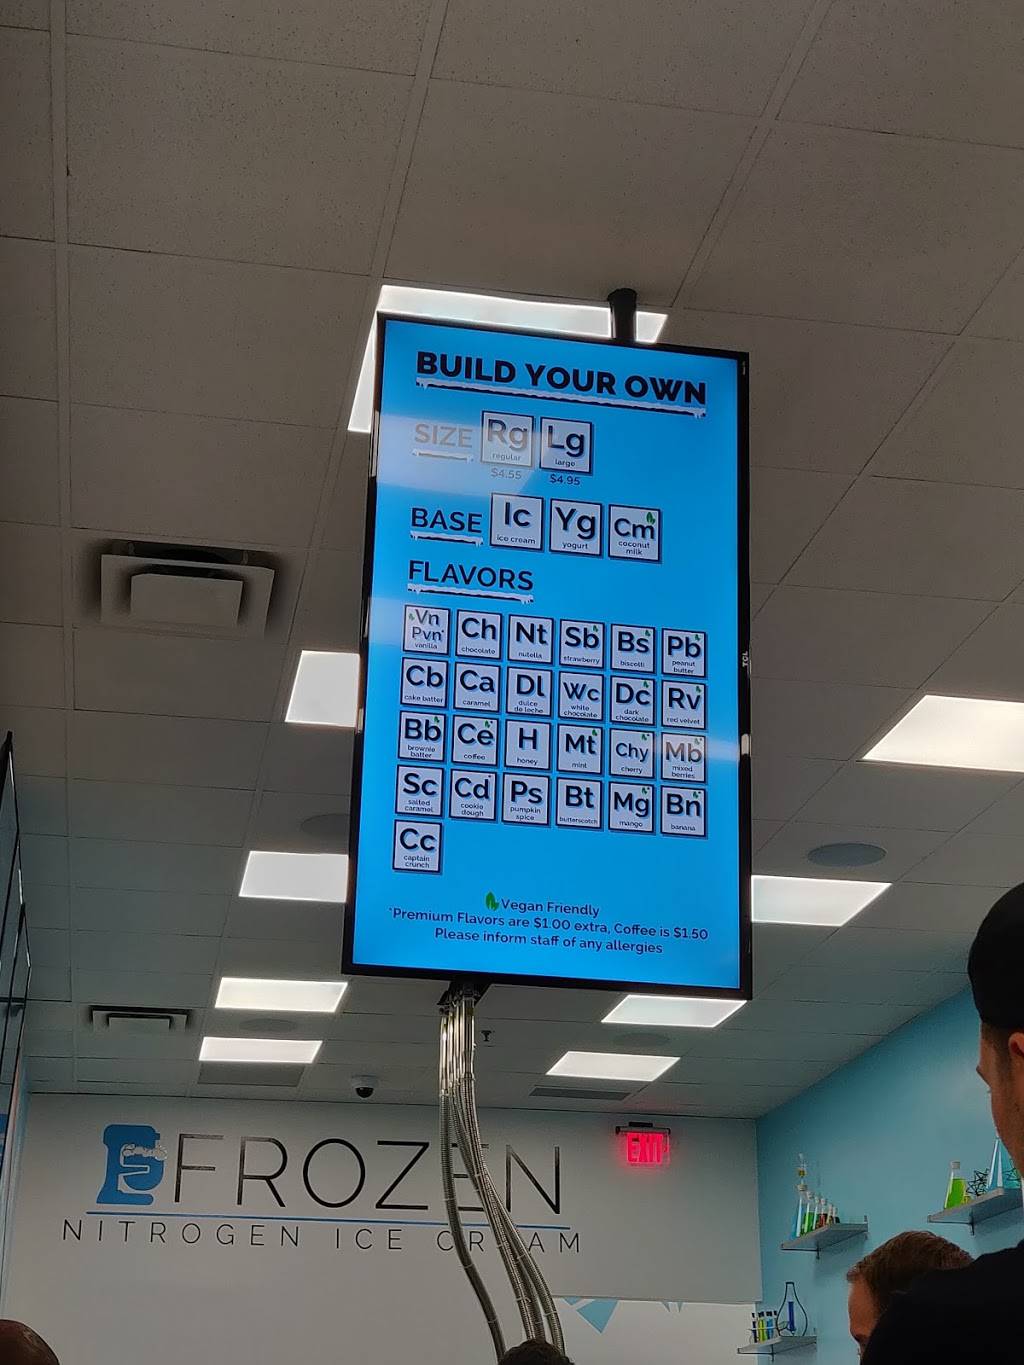 BUILD YOUR OWN
SIZE Rg regular $4.55 Lg large $4.95
BASE Ic ice cream Yg yogurt Cm coconut milk
FLAVORS
Vn Pvn* vanilla Ch chocolate Nt nutella Sb strawberry Bs biscotti Pb peanut butter
Cb cake batter Ca caramel Dl dulce de leche Wc white chocolate Dc dark chocolate Rv red velvet
Bb brownie batter Ce coffee H honey Mt mint Chy cherry Mb mixed berries
Sc salted caramel Cd cookie dough Ps pumpkin spice Bt butterscotch Mg mango Bn banana
Cc captain crunch
Vegan Friendly
*Premium Flavors are $1.00 extra, Coffee is $1.50
Please inform staff of any allergies
TCL
EXIT
FROZEN
NITROGEN ICE CREAM